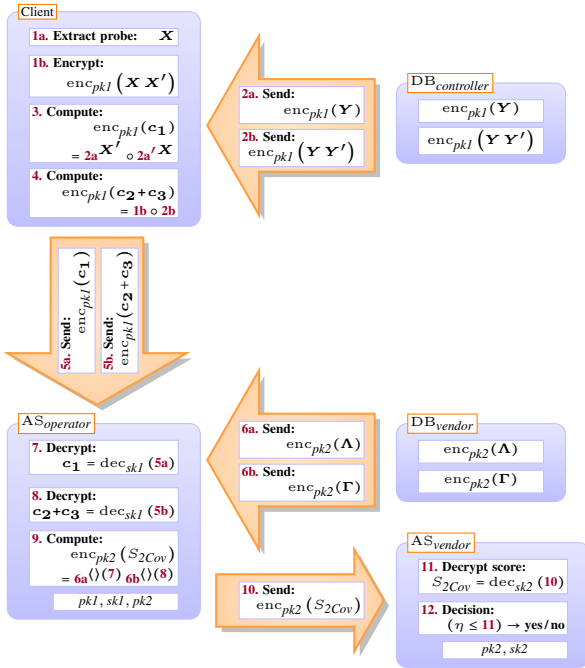 Client
1a. Extract probe: X
1b. Encrypt:
enc_pk1(X X′)
3. Compute:
enc_pk1(c₁)
= 2a X′ ∘ 2a′ X
4. Compute:
enc_pk1(c₂+c₃)
= 1b ∘ 2b
2a. Send:
enc_pk1(Y)
2b. Send:
enc_pk1(Y Y′)
DB_controller
enc_pk1(Y)
enc_pk1(Y Y′)
5a. Send:
enc_pk1(c₁)
5b. Send:
enc_pk1(c₂+c₃)
AS_operator
7. Decrypt:
c₁ = dec_sk1(5a)
8. Decrypt:
c₂+c₃ = dec_sk1(5b)
9. Compute:
enc_pk2(S_2Cov)
= 6a⟨⟩(7) 6b⟨⟩(8)
pk1, sk1, pk2
6a. Send:
enc_pk2(Λ)
6b. Send:
enc_pk2(Γ)
DB_vendor
enc_pk2(Λ)
enc_pk2(Γ)
10. Send:
enc_pk2(S_2Cov)
AS_vendor
11. Decrypt score:
S_2Cov = dec_sk2(10)
12. Decision:
(η ≤ 11) → yes/no
pk2, sk2